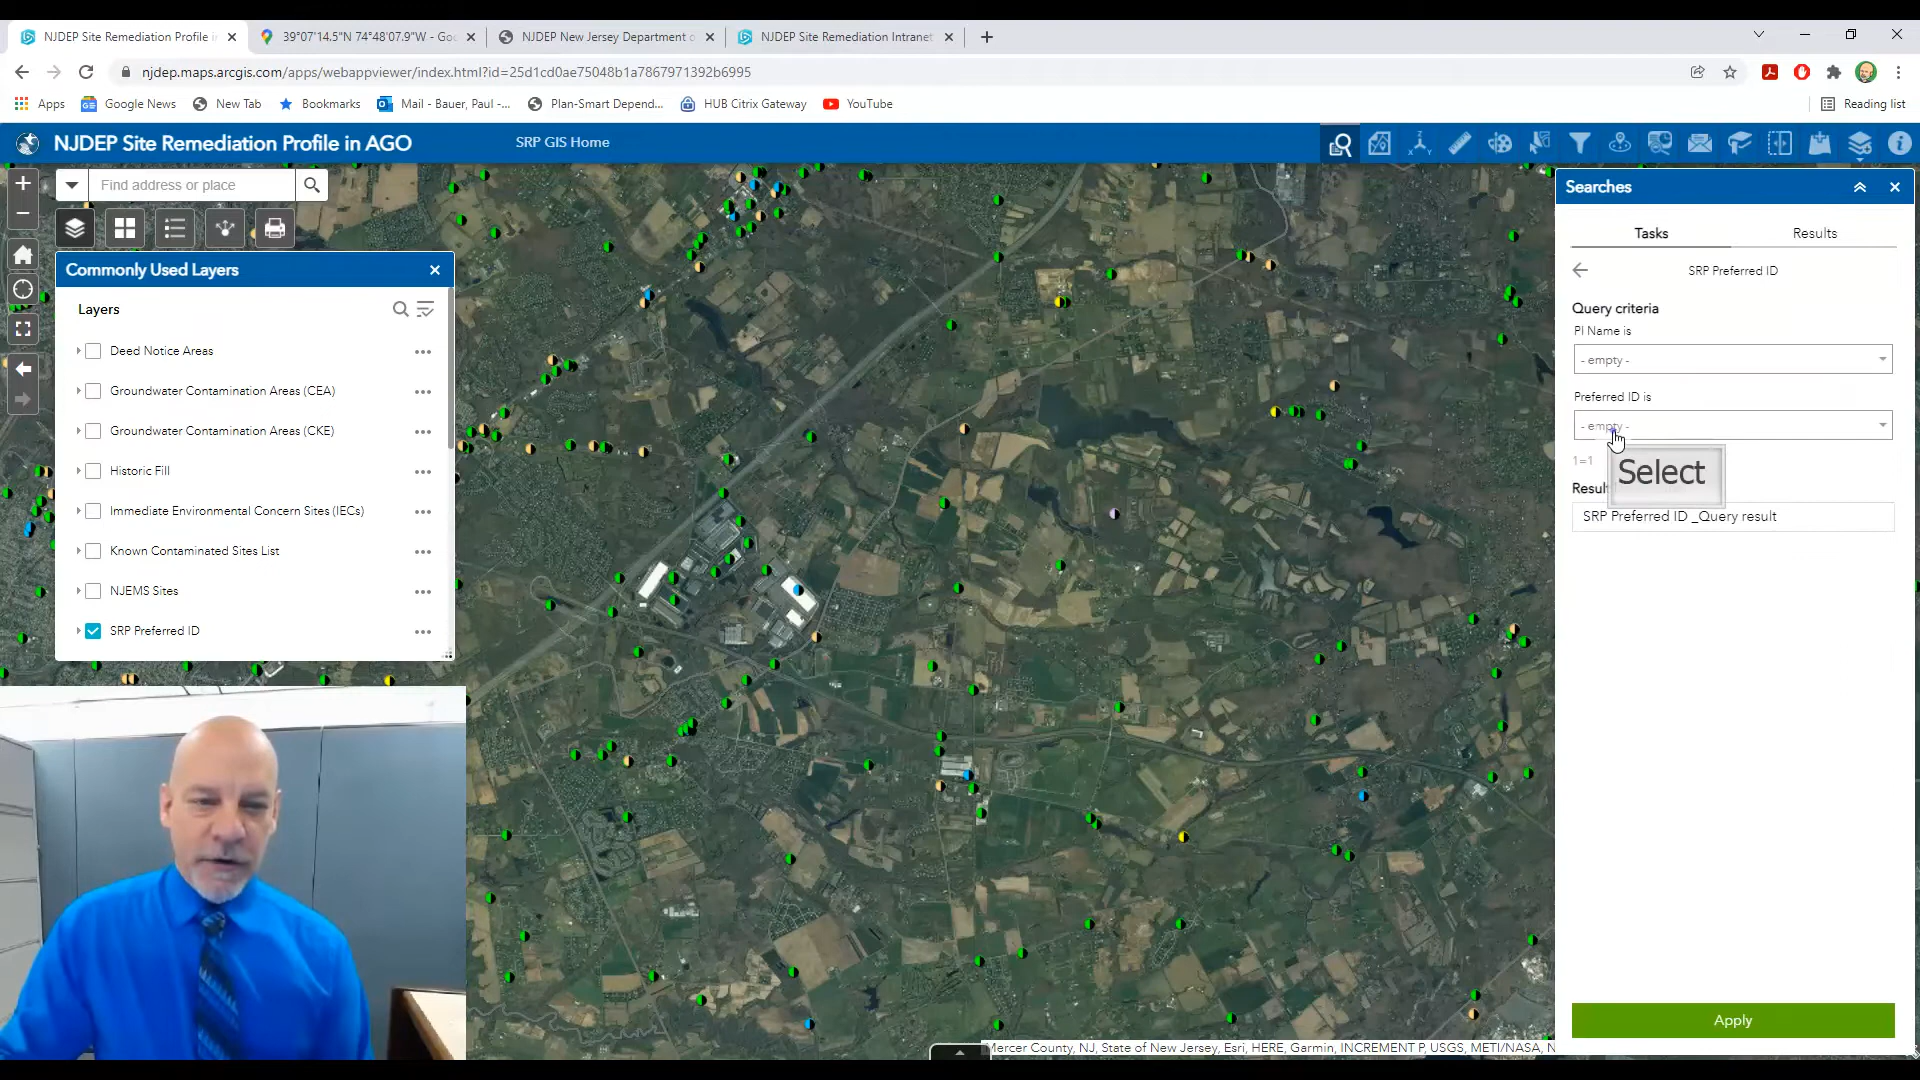 NJDEP Site Remediation Profile i
39°07'14.5"N 74°48'07.9"W - Go
NJDEP New Jersey Department o
NJDEP Site Remediation Intranet
njdep.maps.arcgis.com/apps/webappviewer/index.html?id=25d1cd0ae75048b1a7867971392b6995
Apps
Google News
New Tab
Bookmarks
Mail - Bauer, Paul -...
Plan-Smart Depend...
HUB Citrix Gateway
YouTube
Reading list
NJDEP Site Remediation Profile in AGO
SRP GIS Home
Find address or place
Commonly Used Layers
Layers
Deed Notice Areas
Groundwater Contamination Areas (CEA)
Groundwater Contamination Areas (CKE)
Historic Fill
Immediate Environmental Concern Sites (IECs)
Known Contaminated Sites List
NJEMS Sites
SRP Preferred ID
Searches
Tasks
Results
SRP Preferred ID
Query criteria
PI Name is
- empty -
Preferred ID is
- empty -
1=1
Select
Resul
SRP Preferred ID _Query result
Apply
Mercer County, NJ, State of New Jersey, Esri, HERE, Garmin, INCREMENT P, USGS, METI/NASA, N